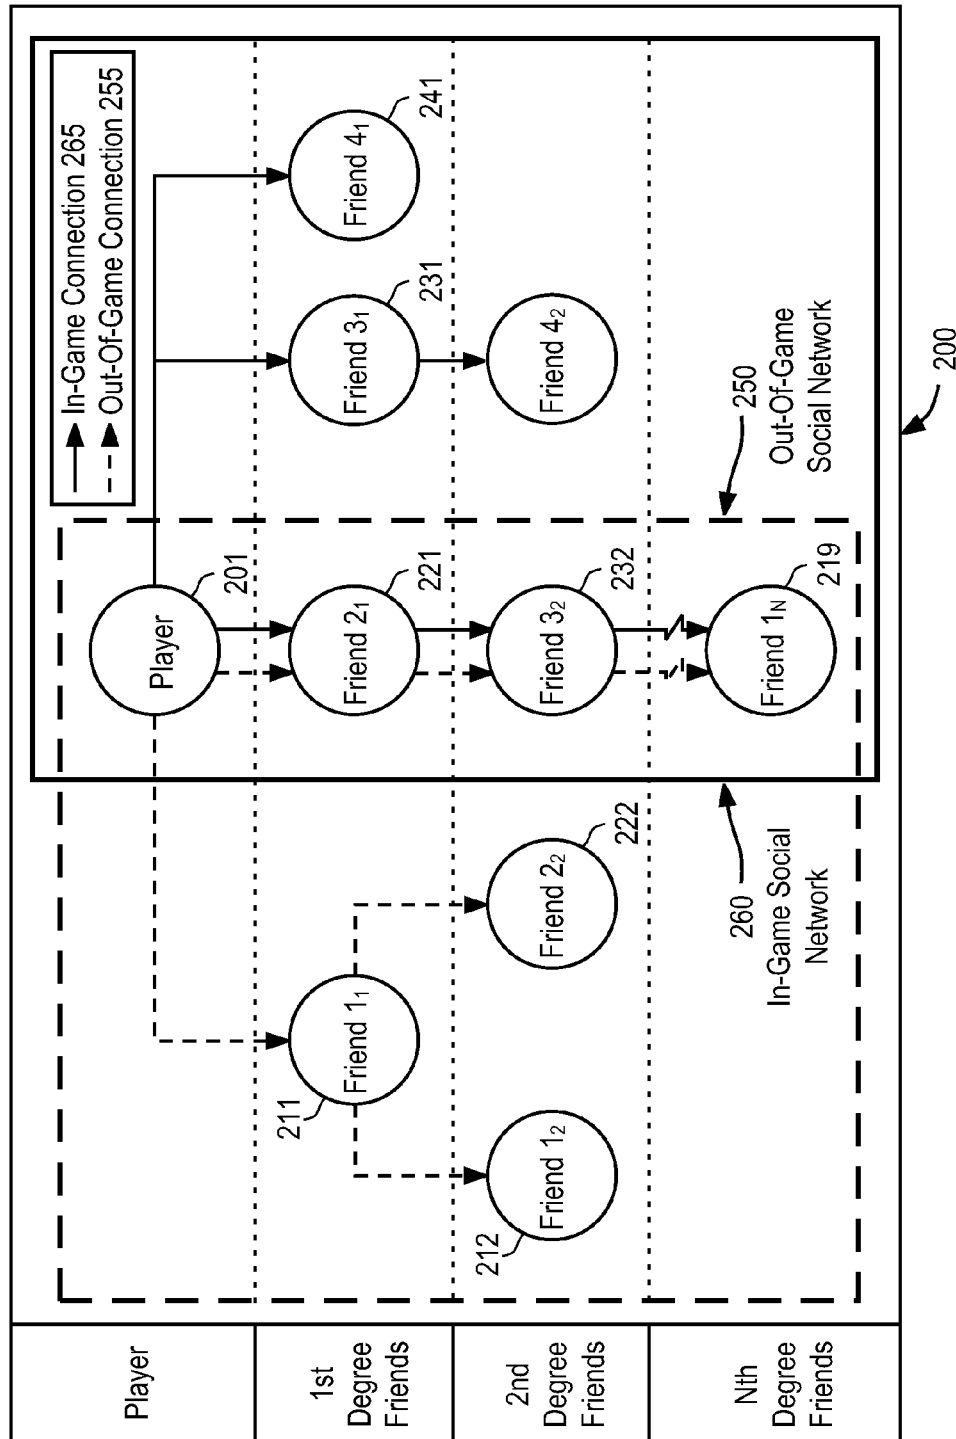 In-Game Connection 265
Out-Of-Game Connection 255
Player
Player
201
1st
Degree
Friends
211
Friend 1₁
Friend 2₁
221
Friend 3₁
231
Friend 4₁
241
2nd
Degree
Friends
212
Friend 1₂
Friend 2₂
222
Friend 3₂
232
Friend 4₂
Nth
Degree
Friends
260
In-Game Social
Network
Friend 1N
219
250
Out-Of-Game
Social Network
200